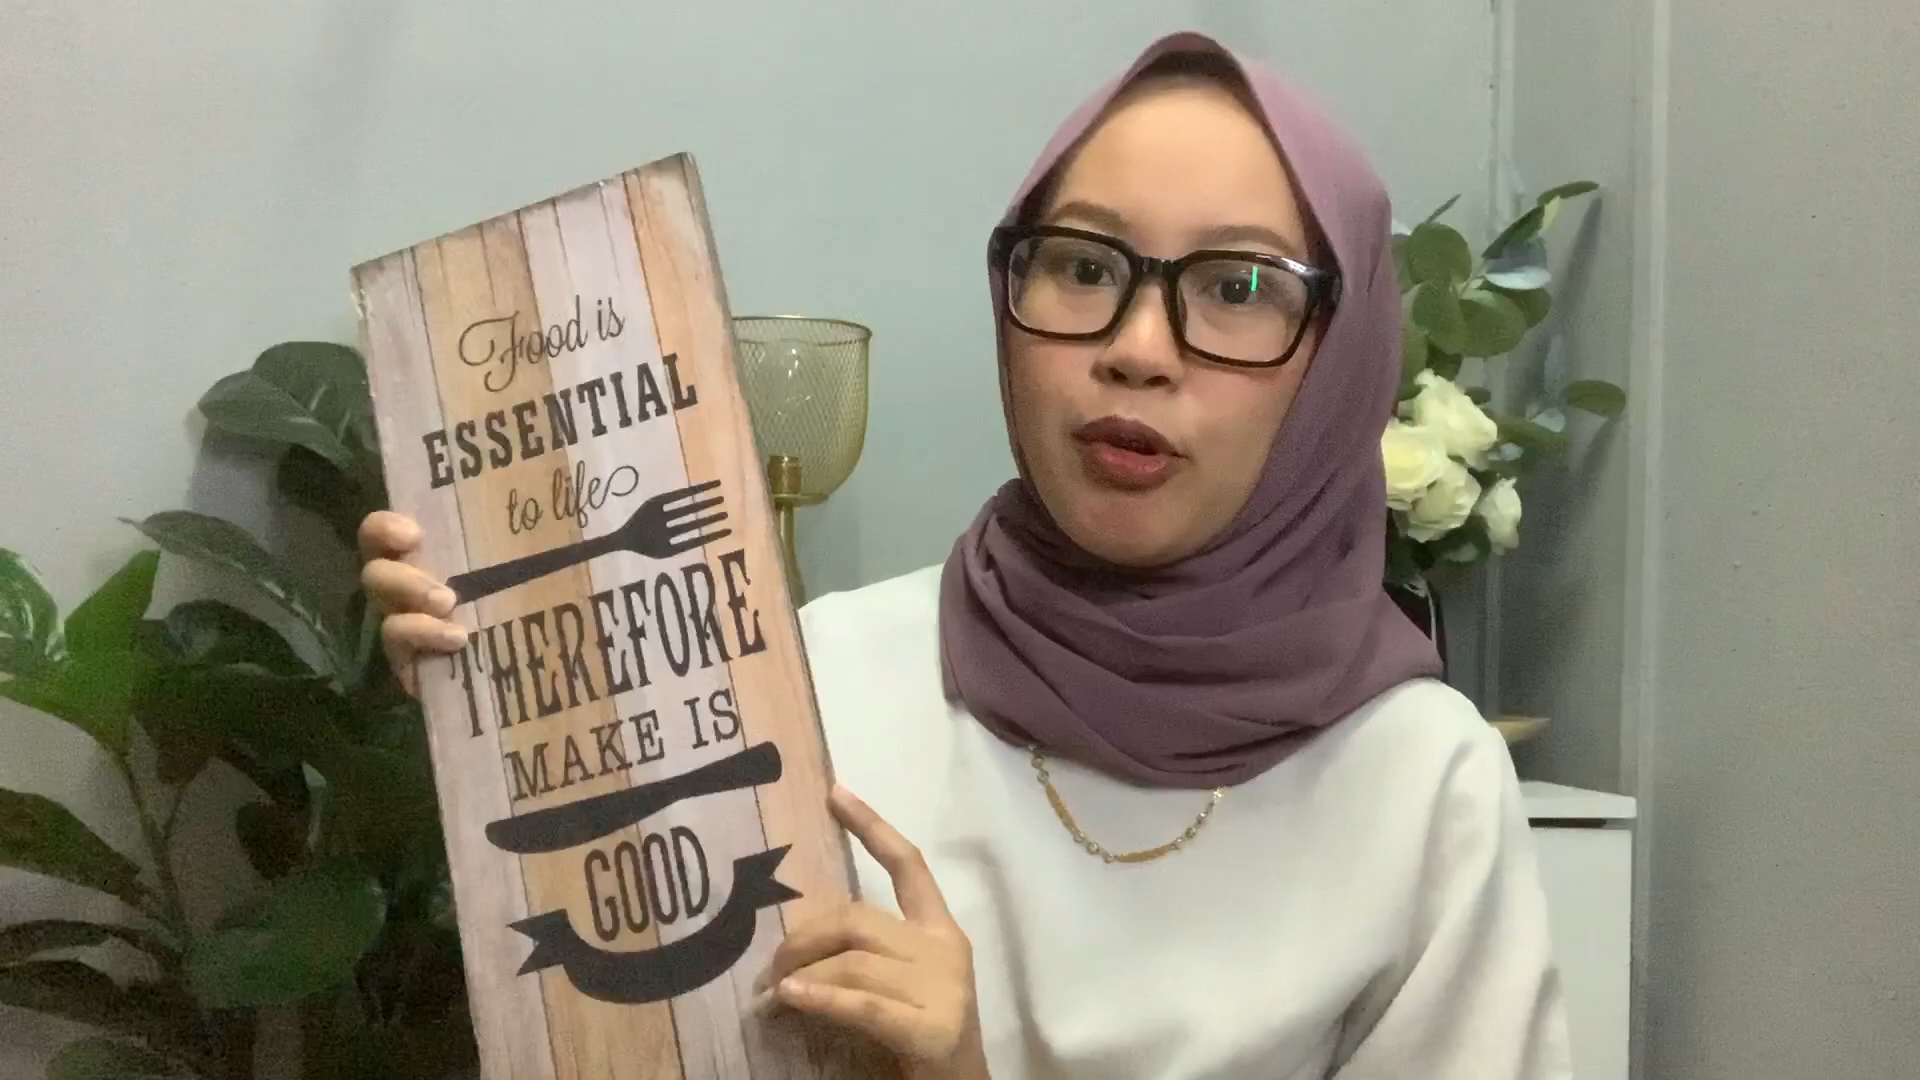 Food is
ESSENTIAL
to life
THEREFORE
MAKE IS
GOOD